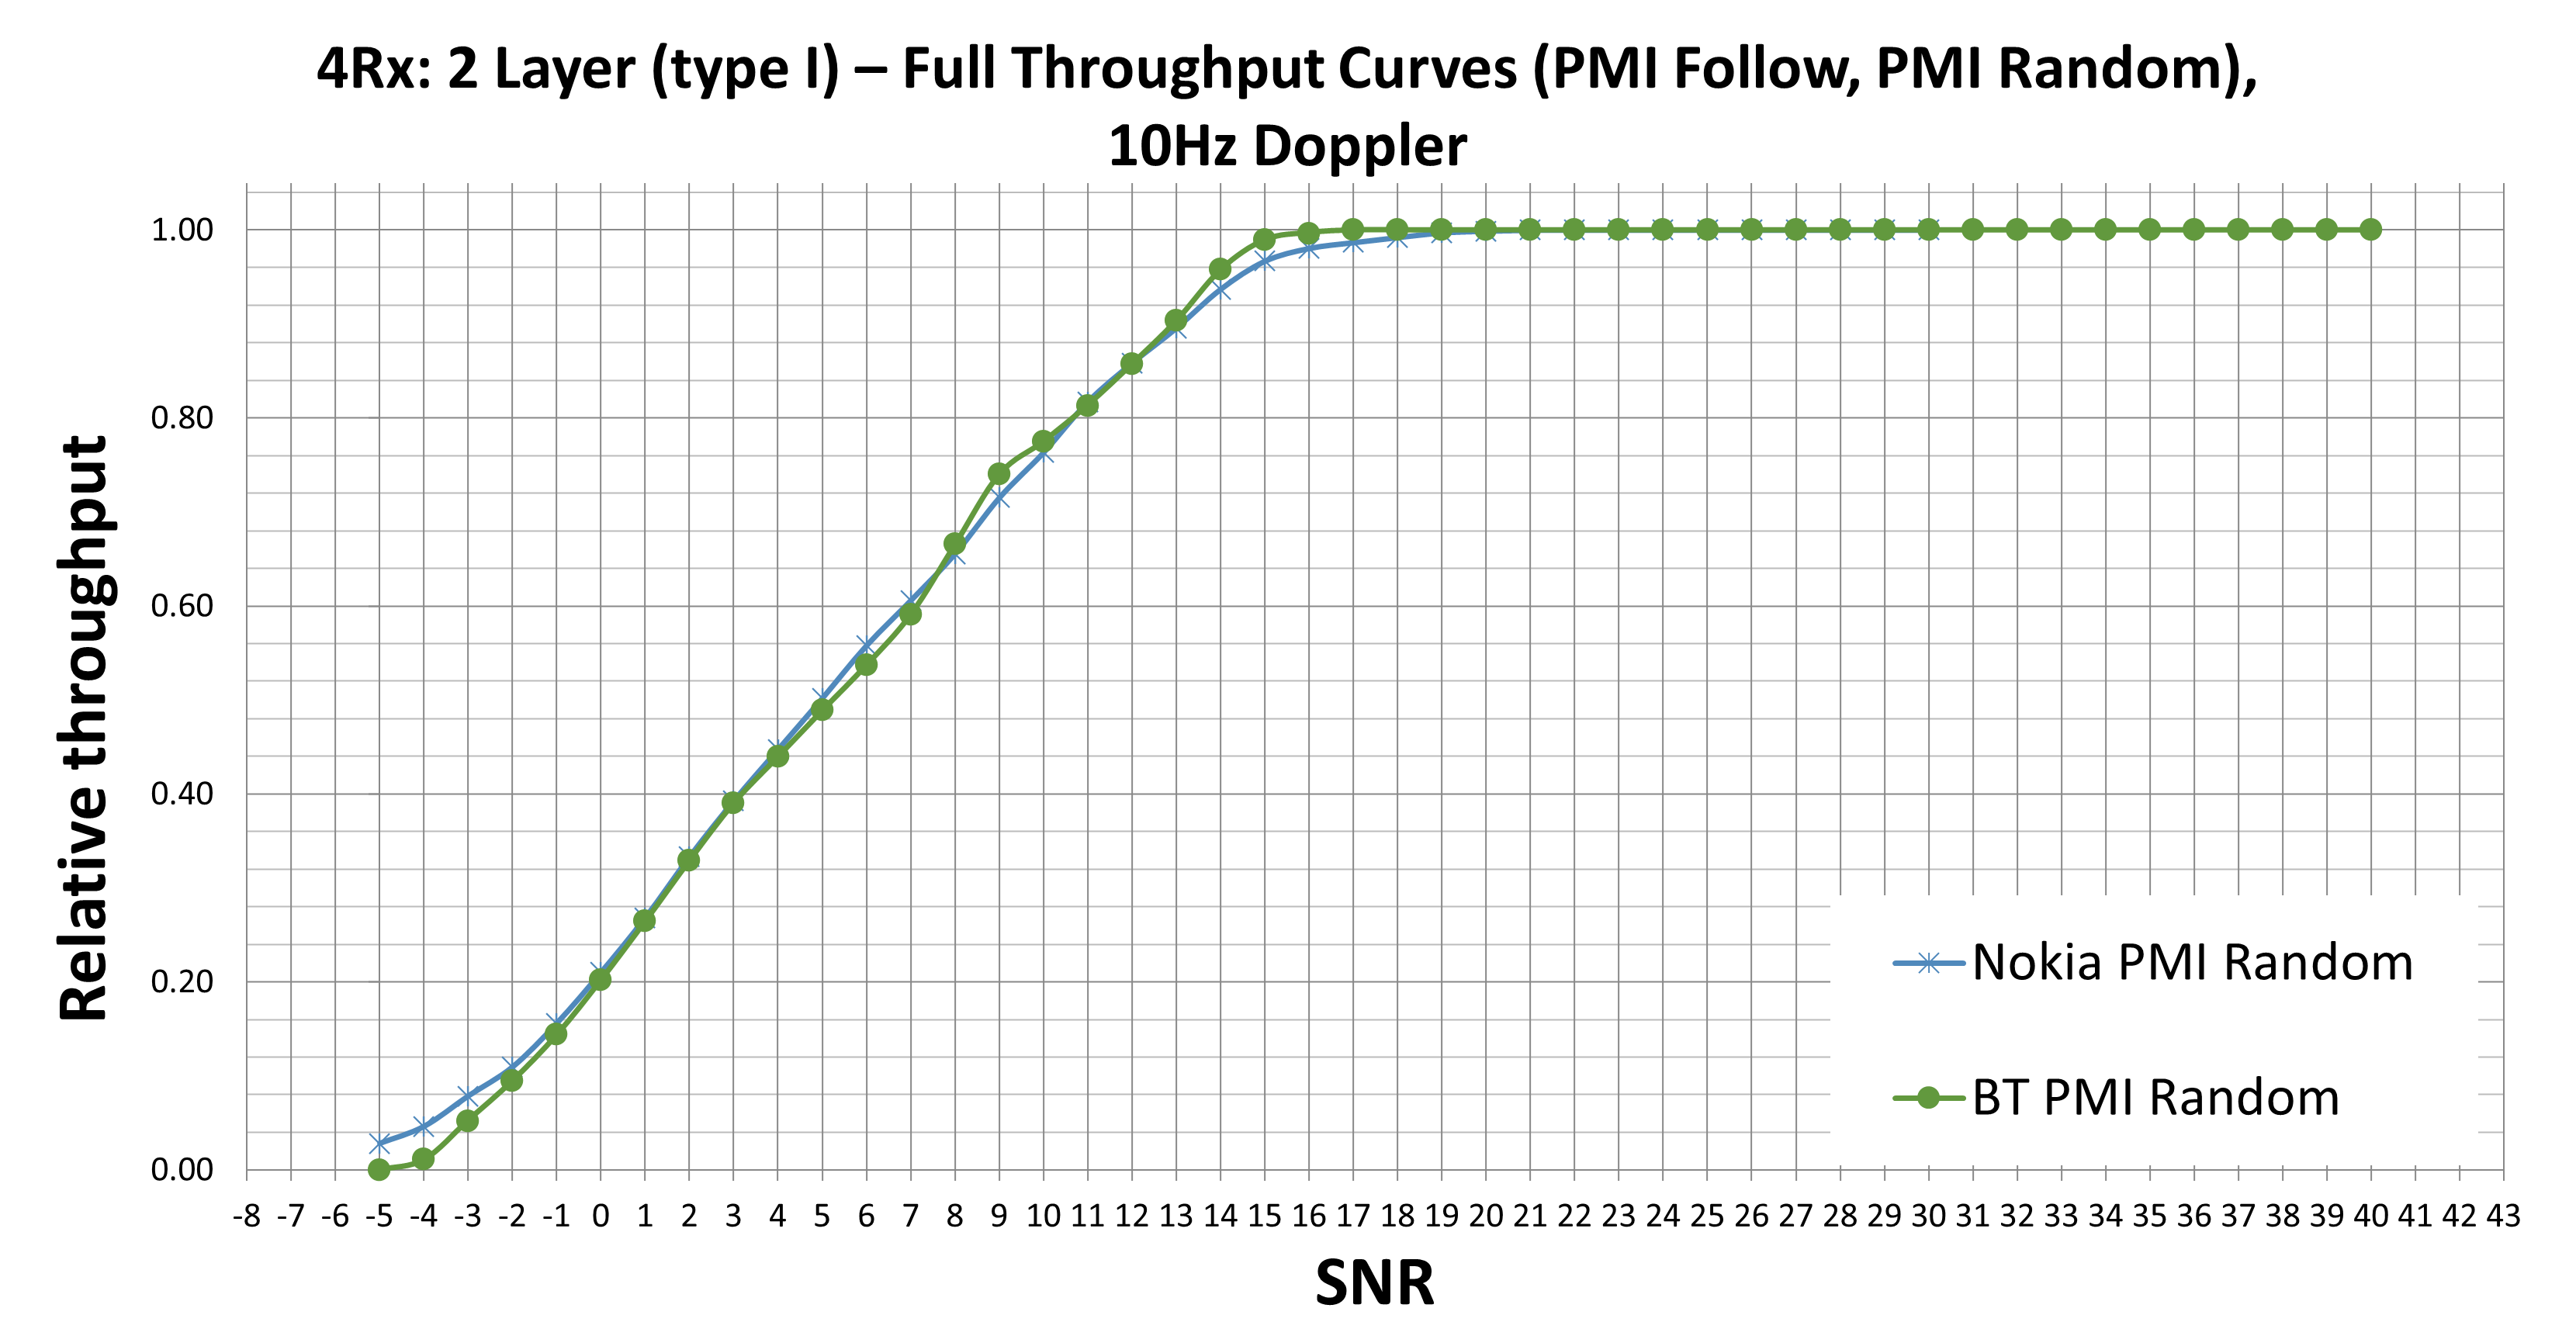 4Rx: 2 Layer (type I) – Full Throughput Curves (PMI Follow, PMI Random),
10Hz Doppler
1.00
0.80
0.60
0.40
0.20
0.00
Relative throughput
Nokia PMI Random
BT PMI Random
-8 -7 -6 -5 -4 -3 -2 -1 0 1 2 3 4 5 6 7 8 9 10 11 12 13 14 15 16 17 18 19 20 21 22 23 24 25 26 27 28 29 30 31 32 33 34 35 36 37 38 39 40 41 42 43
SNR